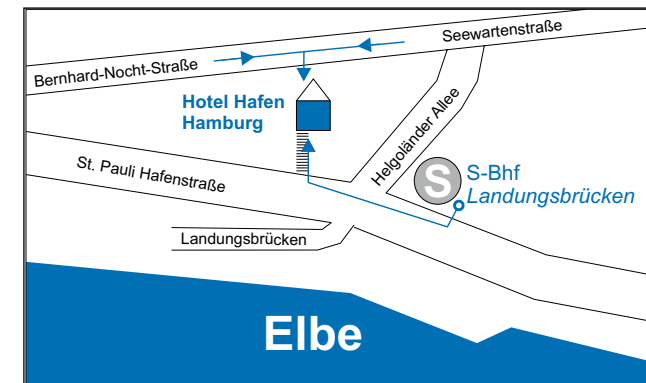 Seewartenstraße
Bernhard-Nocht-Straße
Hotel Hafen
Hamburg
Helgoländer Allee
St. Pauli Hafenstraße
S
S-Bhf
Landungsbrücken
Landungsbrücken
Elbe